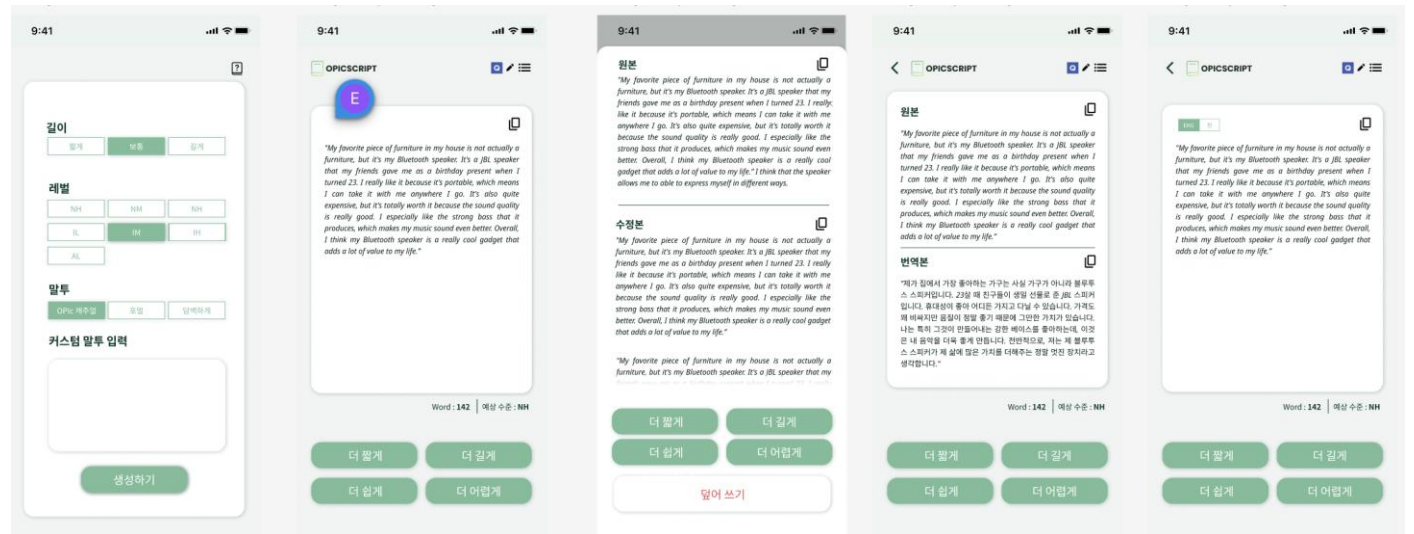 9:41
길이
짧게 보통 길게
레벨
NH NM NH
IL IM IH
AL
말투
OPIc 캐주얼 표범 담백하게
커스텀 말투 입력
생성하기
9:41
OPICSCRIPT
Q
E
"My favorite piece of furniture in my house is not actually a
furniture, but it's my Bluetooth speaker. It's a JBL speaker
that my friends gave me as a birthday present when I
turned 23. I really like it because it's portable, which means
I can take it with me anywhere I go. It's also quite
expensive, but it's totally worth it because the sound quality
is really good. I especially like the strong bass that it
produces, which makes my music sound even better. Overall,
I think my Bluetooth speaker is a really cool gadget that
adds a lot of value to my life."
Word : 142 예상 수준 : NH
더 짧게 더 길게
더 쉽게 더 어렵게
9:41
원본
"My favorite piece of furniture in my house is not actually a
furniture, but it's my Bluetooth speaker. It's a JBL speaker that my
friends gave me as a birthday present when I turned 23. I really
like it because it's portable, which means I can take it with me
anywhere I go. It's also quite expensive, but it's totally worth it
because the sound quality is really good. I especially like the
strong bass that it produces, which makes my music sound even
better. Overall, I think my Bluetooth speaker is a really cool
gadget that adds a lot of value to my life." I think that the speaker
allows me to able to express myself in different ways.
수정본
"My favorite piece of furniture in my house is not actually a
furniture, but it's my Bluetooth speaker. It's a JBL speaker that my
friends gave me as a birthday present when I turned 23. I really
like it because it's portable, which means I can take it with me
anywhere I go. It's also quite expensive, but it's totally worth it
because the sound quality is really good. I especially like the
strong bass that it produces, which makes my music sound even
better. Overall, I think my Bluetooth speaker is a really cool gadget
that adds a lot of value to my life."
"My favorite piece of furniture in my house is not actually a
furniture, but it's my Bluetooth speaker. It's a JBL speaker that my
더 짧게 더 길게
더 쉽게 더 어렵게
덮어 쓰기
9:41
OPICSCRIPT
Q
원본
"My favorite piece of furniture in my house is not actually a
furniture, but it's my Bluetooth speaker. It's a JBL speaker
that my friends gave me as a birthday present when I
turned 23. I really like it because it's portable, which means
I can take it with me anywhere I go. It's also quite
expensive, but it's totally worth it because the sound quality
is really good. I especially like the strong bass that it
produces, which makes my music sound even better. Overall,
I think my Bluetooth speaker is a really cool gadget that
adds a lot of value to my life."
번역본
"제가 집에서 가장 좋아하는 가구는 사실 가구가 아니라 블루투
스 스피커입니다. 23살 때 친구들이 생일 선물로 준 JBL 스피커
입니다. 휴대성이 좋아 어디든 가지고 다닐 수 있습니다. 가격도
꽤 비싸지만 음질이 정말 좋기 때문에 그만한 가치가 있습니다.
나는 특히 그것이 만들어내는 강한 베이스를 좋아하는데, 이것
은 내 음악을 더욱 좋게 만듭니다. 전반적으로, 저는 제 블루투
스 스피커가 제 삶에 많은 가치를 더해주는 정말 멋진 장치라고
생각합니다."
Word : 142 예상 수준 : NH
더 짧게 더 길게
더 쉽게 더 어렵게
9:41
OPICSCRIPT
Q
ENG
"My favorite piece of furniture in my house is not actually a
furniture, but it's my Bluetooth speaker. It's a JBL speaker
that my friends gave me as a birthday present when I
turned 23. I really like it because it's portable, which means
I can take it with me anywhere I go. It's also quite
expensive, but it's totally worth it because the sound quality
is really good. I especially like the strong bass that it
produces, which makes my music sound even better. Overall,
I think my Bluetooth speaker is a really cool gadget that
adds a lot of value to my life."
Word : 142 예상 수준 : NH
더 짧게 더 길게
더 쉽게 더 어렵게